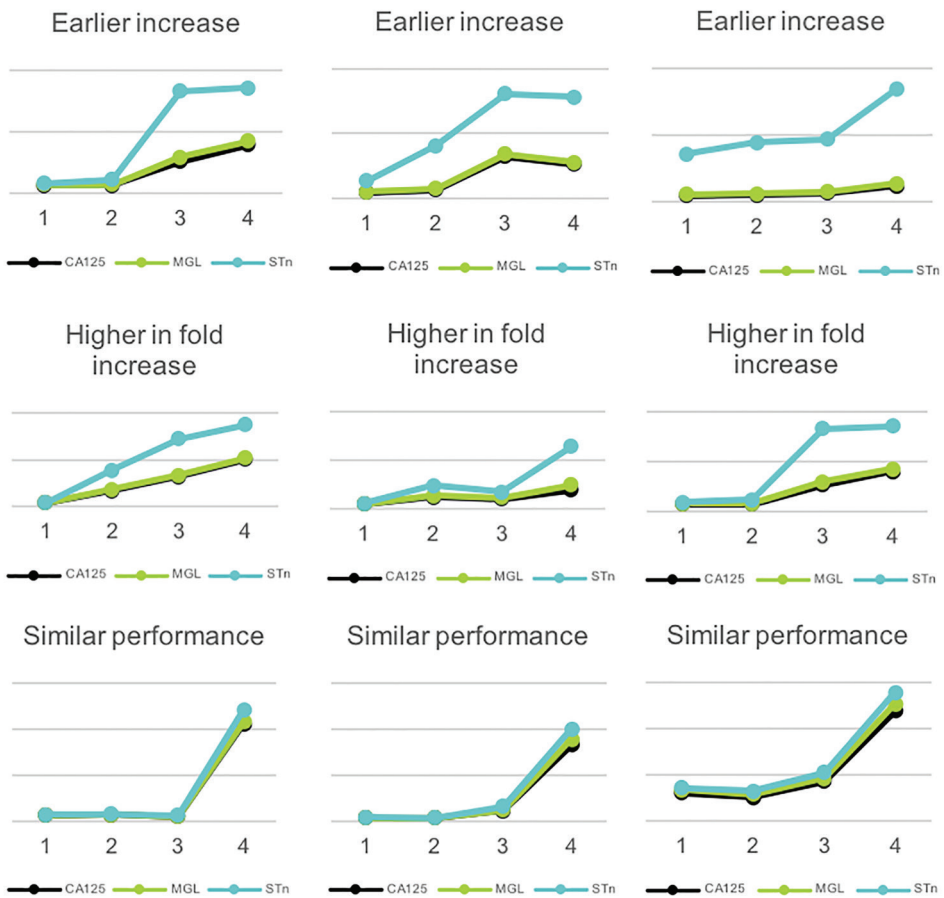 Earlier increase
Earlier increase
Earlier increase
1 2 3 4
1 2 3 4
1 2 3 4
CA125 MGL STn
CA125 MGL STn
CA125 MGL STn
Higher in fold
increase
Higher in fold
increase
Higher in fold
increase
1 2 3 4
1 2 3 4
1 2 3 4
CA125 MGL STn
CA125 MGL STn
CA125 MGL STn
Similar performance
Similar performance
Similar performance
1 2 3 4
1 2 3 4
1 2 3 4
CA125 MGL STn
CA125 MGL STn
CA125 MGL STn